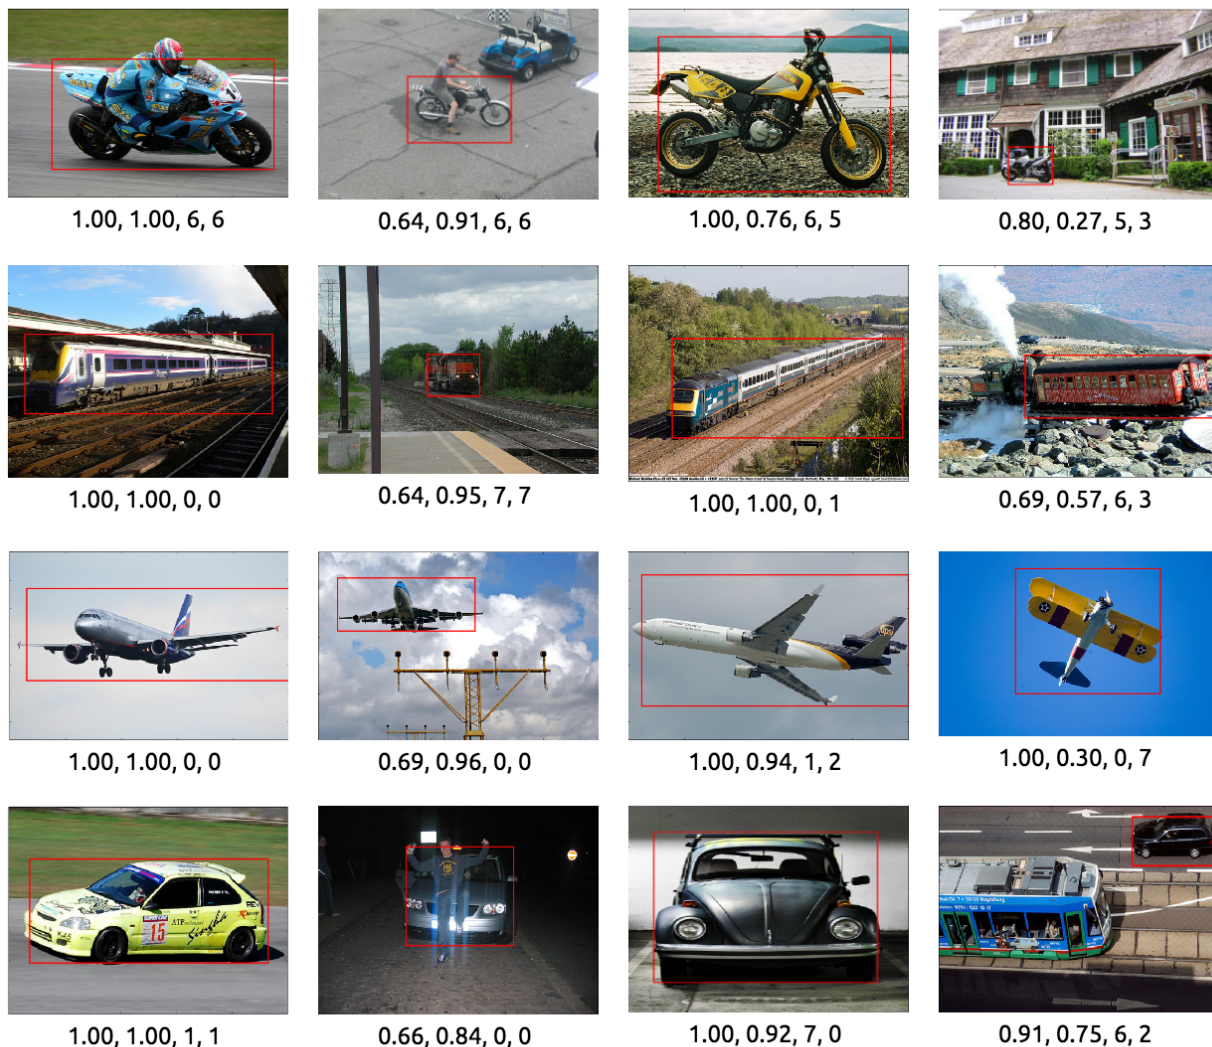 1.00, 1.00, 6, 6
0.64, 0.91, 6, 6
1.00, 0.76, 6, 5
0.80, 0.27, 5, 3
1.00, 1.00, 0, 0
0.64, 0.95, 7, 7
1.00, 1.00, 0, 1
0.69, 0.57, 6, 3
ups
1.00, 1.00, 0, 0
0.69, 0.96, 0, 0
1.00, 0.94, 1, 2
1.00, 0.30, 0, 7
SUPER CAR
15
1.00, 1.00, 1, 1
0.66, 0.84, 0, 0
1.00, 0.92, 7, 0
0.91, 0.75, 6, 2